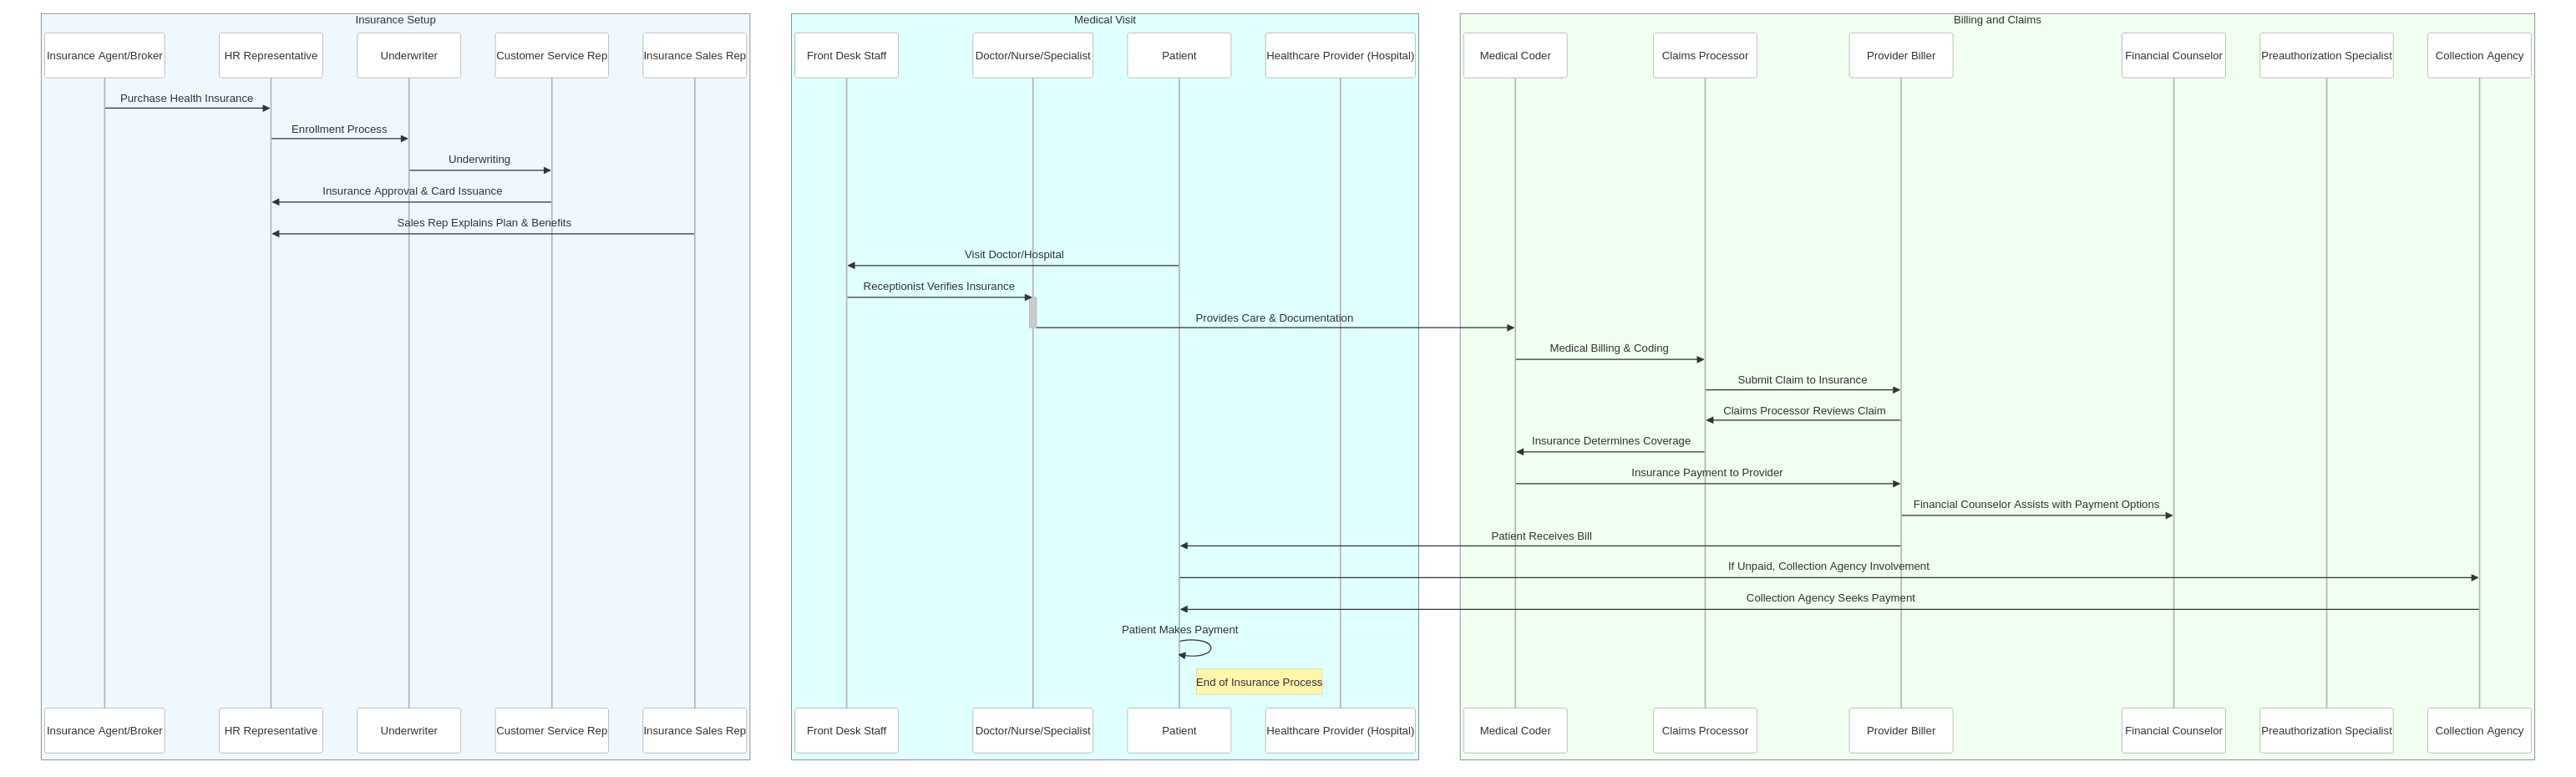 Insurance Setup
Medical Visit
Billing and Claims
Insurance Agent/Broker
HR Representative
Underwriter
Customer Service Rep
Insurance Sales Rep
Front Desk Staff
Doctor/Nurse/Specialist
Patient
Healthcare Provider (Hospital)
Medical Coder
Claims Processor
Provider Biller
Financial Counselor
Preauthorization Specialist
Collection Agency
Purchase Health Insurance
Enrollment Process
Underwriting
Insurance Approval & Card Issuance
Sales Rep Explains Plan & Benefits
Visit Doctor/Hospital
Receptionist Verifies Insurance
Provides Care & Documentation
Medical Billing & Coding
Submit Claim to Insurance
Claims Processor Reviews Claim
Insurance Determines Coverage
Insurance Payment to Provider
Financial Counselor Assists with Payment Options
Patient Receives Bill
If Unpaid, Collection Agency Involvement
Collection Agency Seeks Payment
Patient Makes Payment
End of Insurance Process
Insurance Agent/Broker
HR Representative
Underwriter
Customer Service Rep
Insurance Sales Rep
Front Desk Staff
Doctor/Nurse/Specialist
Patient
Healthcare Provider (Hospital)
Medical Coder
Claims Processor
Provider Biller
Financial Counselor
Preauthorization Specialist
Collection Agency